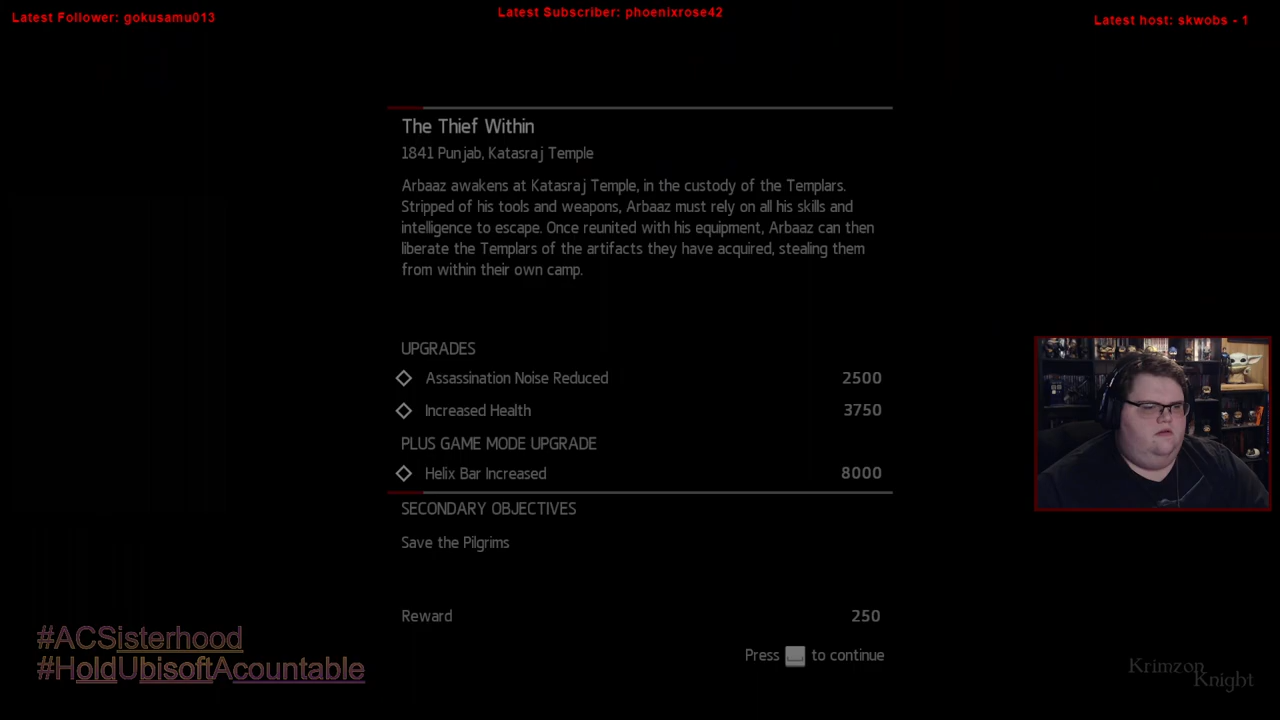 Latest Follower: gokusamu013
Latest Subscriber: phoenixrose42
Latest host: skwobs - 1
The Thief Within
1841 Punjab, Katasraj Temple
Arbaaz awakens at Katasraj Temple, in the custody of the Templars.
Stripped of his tools and weapons, Arbaaz must rely on all his skills and
intelligence to escape. Once reunited with his equipment, Arbaaz can then
liberate the Templars of the artifacts they have acquired, stealing them
from within their own camp.
UPGRADES
Assassination Noise Reduced 2500
Increased Health 3750
PLUS GAME MODE UPGRADE
Helix Bar Increased 8000
SECONDARY OBJECTIVES
Save the Pilgrims
Reward 250
Press to continue
#ACSisterhood
#HoldUbisoftAcountable
Krimzon
Knight